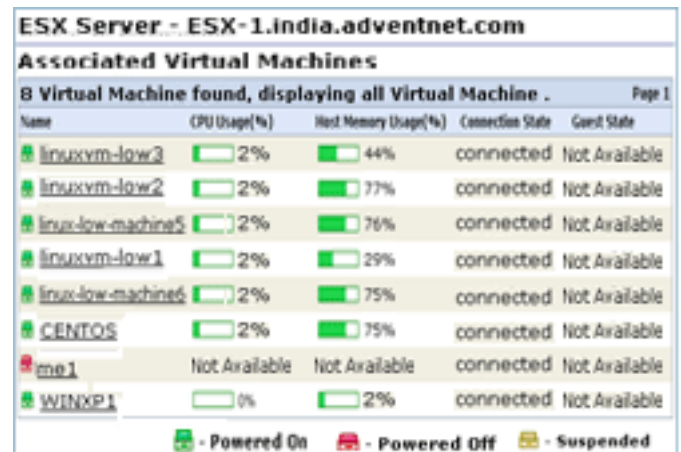 ESX Server - ESX-1.india.adventnet.com
Associated Virtual Machines
8 Virtual Machine found, displaying all Virtual Machine . Page 1
Name CPU Usage(%) Host Memory Usage(%) Connection State Guest State
linuxvm-low3 2% 44% connected Not Available
linuxvm-low2 2% 77% connected Not Available
linux-low-machine5 2% 76% connected Not Available
linuxvm-low1 2% 29% connected Not Available
linux-low-machine6 2% 75% connected Not Available
CENTOS 2% 75% connected Not Available
me1 Not Available Not Available connected Not Available
WINXP1 0% 2% connected Not Available
- Powered On - Powered Off - Suspended